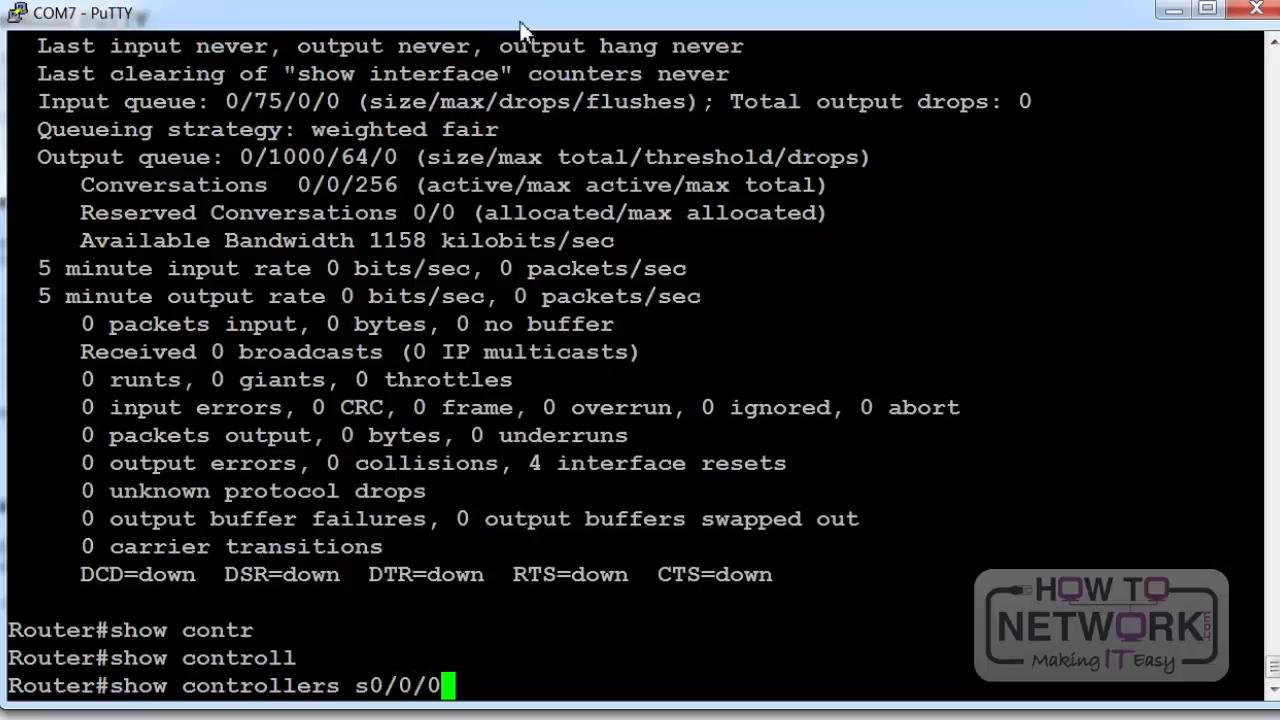 COM7 - PuTTY
Last input never, output never, output hang never
Last clearing of "show interface" counters never
Input queue: 0/75/0/0 (size/max/drops/flushes); Total output drops: 0
Queueing strategy: weighted fair
Output queue: 0/1000/64/0 (size/max total/threshold/drops)
Conversations  0/0/256 (active/max active/max total)
Reserved Conversations 0/0 (allocated/max allocated)
Available Bandwidth 1158 kilobits/sec
5 minute input rate 0 bits/sec, 0 packets/sec
5 minute output rate 0 bits/sec, 0 packets/sec
0 packets input, 0 bytes, 0 no buffer
Received 0 broadcasts (0 IP multicasts)
0 runts, 0 giants, 0 throttles
0 input errors, 0 CRC, 0 frame, 0 overrun, 0 ignored, 0 abort
0 packets output, 0 bytes, 0 underruns
0 output errors, 0 collisions, 4 interface resets
0 unknown protocol drops
0 output buffer failures, 0 output buffers swapped out
0 carrier transitions
DCD=down  DSR=down  DTR=down  RTS=down  CTS=down
Router#show contr
Router#show controll
Router#show controllers s0/0/0
HOW TO
NETWORK.com
Making IT Easy